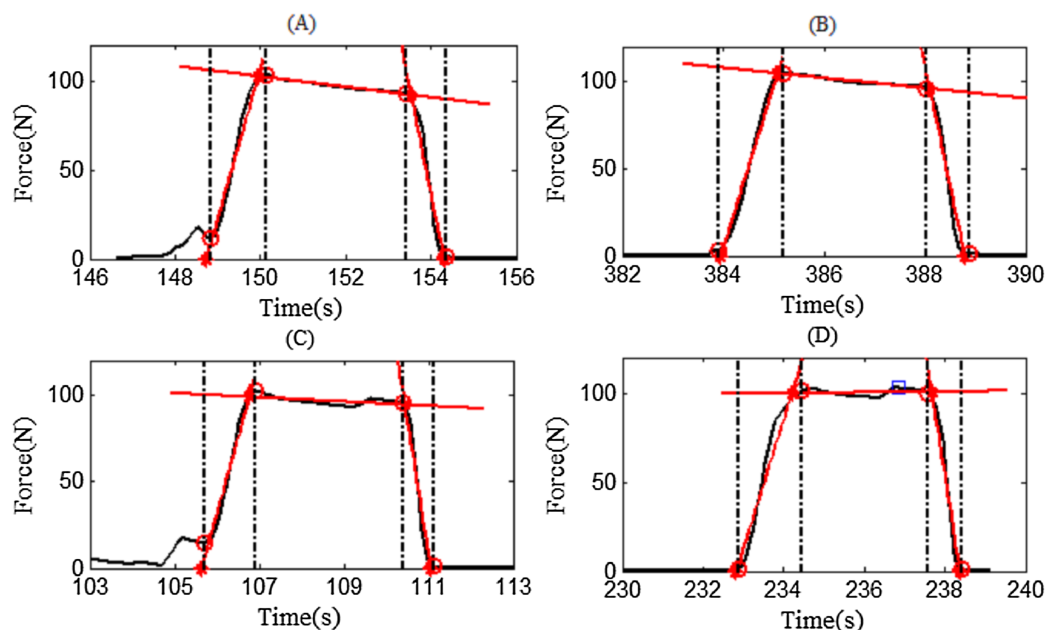 (A)
(B)
Force(N)
100
50
0
146 148 150 152 154 156
Time(s)
Force(N)
100
50
0
382 384 386 388 390
Time(s)
(C)
(D)
Force(N)
100
50
0
103 105 107 109 111 113
Time(s)
Force(N)
100
50
0
230 232 234 236 238 240
Time(s)